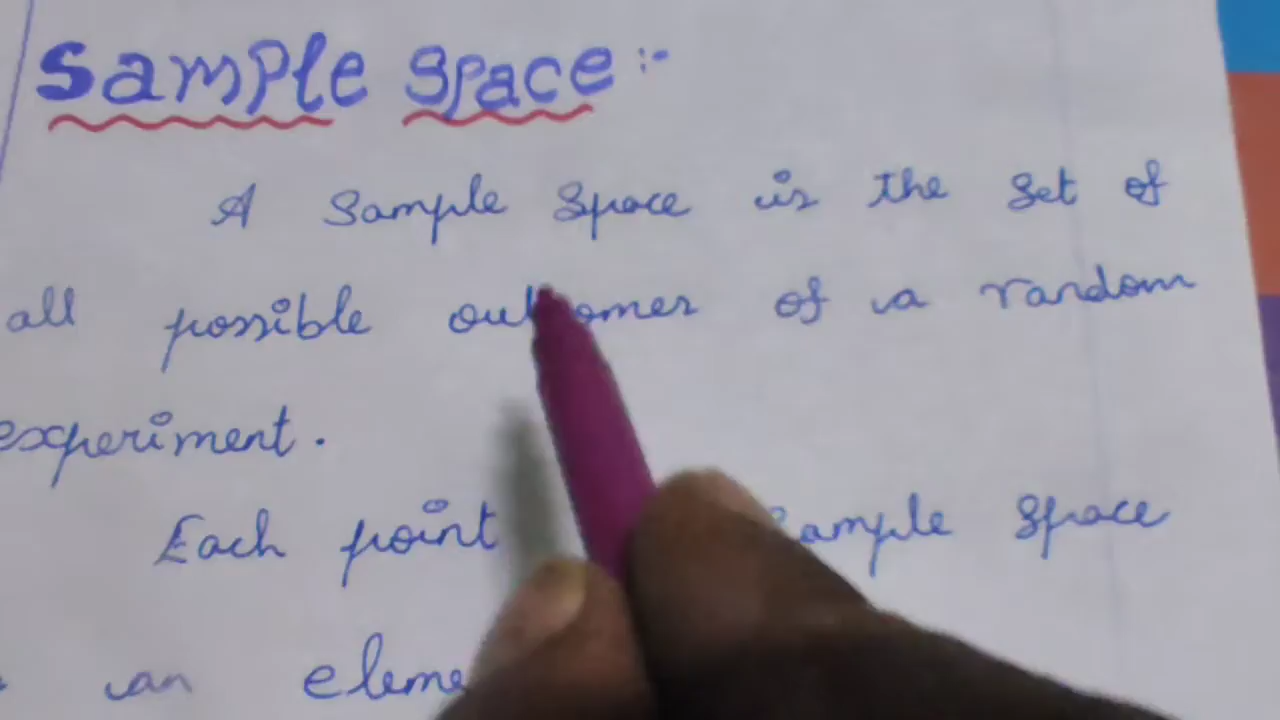 Sample Space :-
A Sample Space is the set of
all possible outcomes of a random
experiment.
Each point Sample Space
an